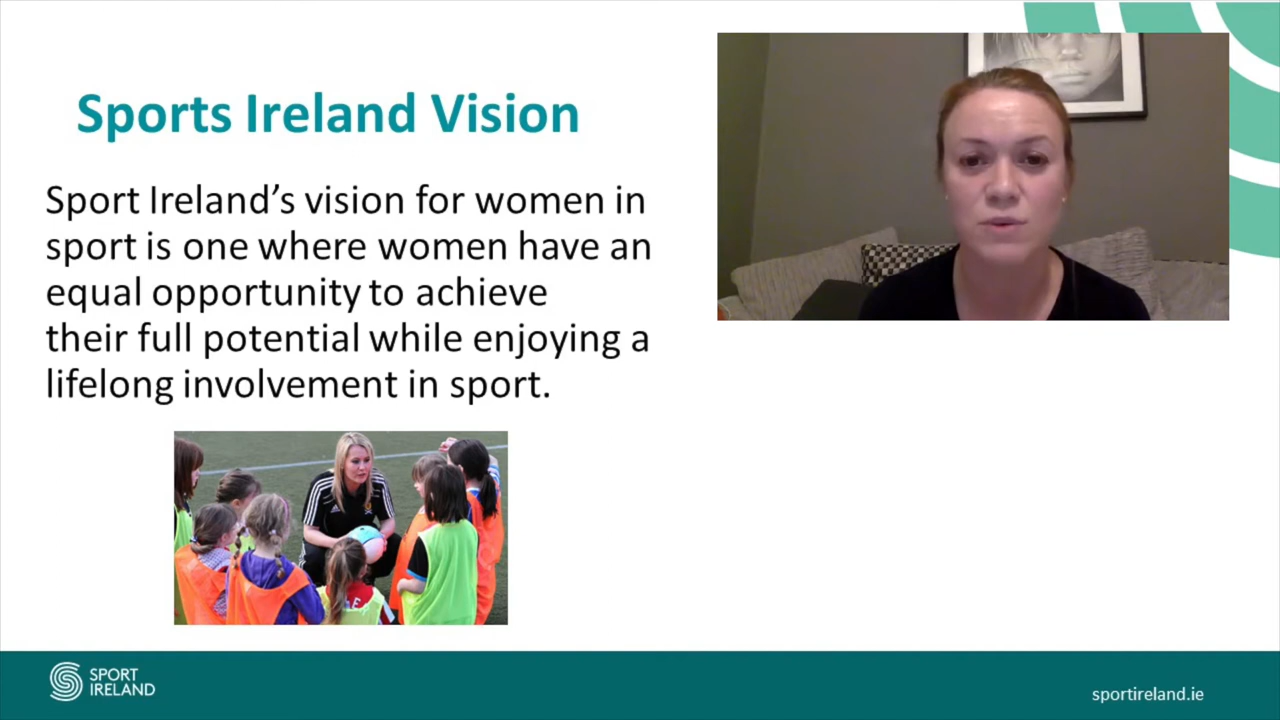 Sports Ireland Vision
Sport Ireland’s vision for women in
sport is one where women have an
equal opportunity to achieve
their full potential while enjoying a
lifelong involvement in sport.
SPORT
IRELAND
sportireland.ie